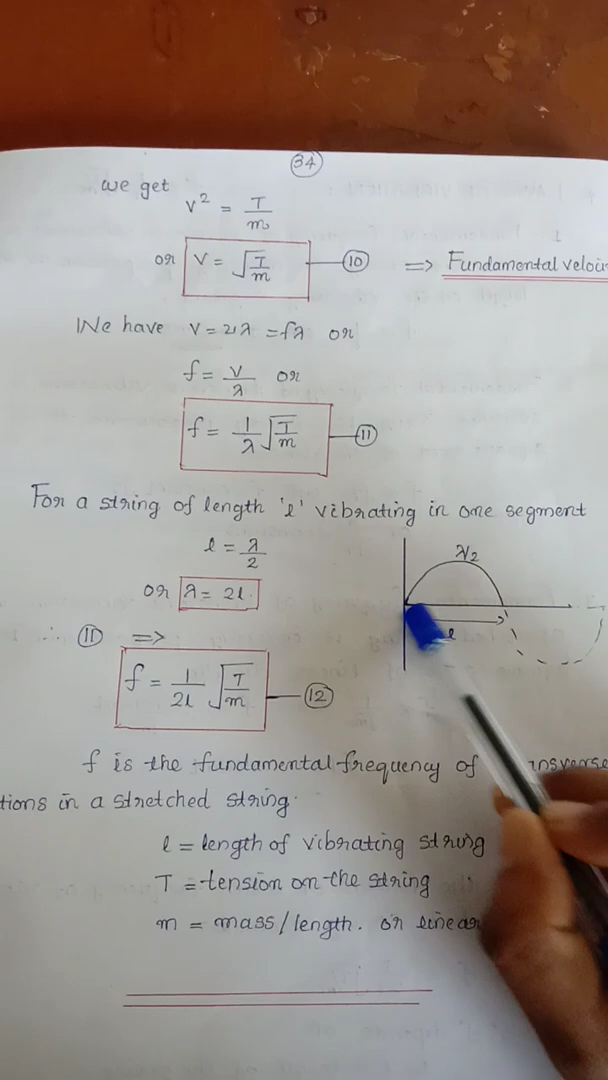 34
we get
v² = T/m
or v = √(T/m) —10 => Fundamental
We have v = νλ = fλ or
f = v/λ or
f = 1/λ √(T/m) —11
For a string of length 'l' vibrating in one segment
l = λ/2
λ/2
or λ = 2l.
l
∴ 11 =>
f = 1/2l √(T/m) —12
f is the fundamental frequency of
in a stretched string.
l = length of vibrating string
T = tension on the string
m = mass/length. or linear